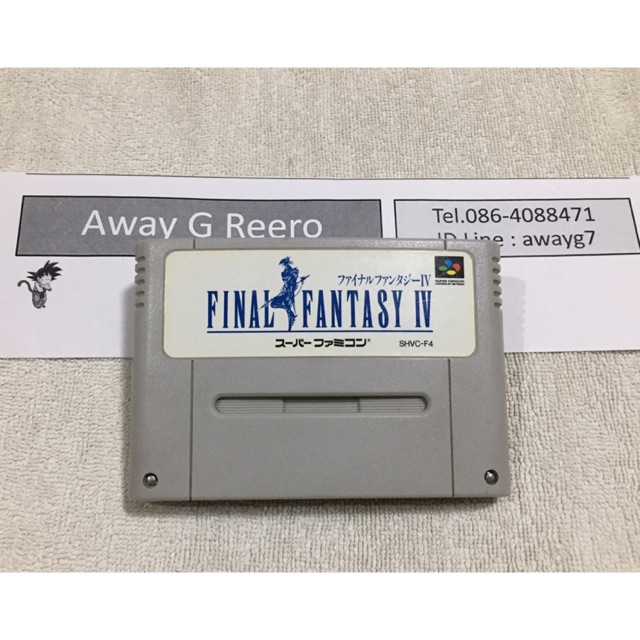 Away G Reero
Tel.086-4088471
ID Line : awayg7
ファイナルファンタジーIV
FINAL FANTASY IV
スーパーファミコン
SHVC-F4